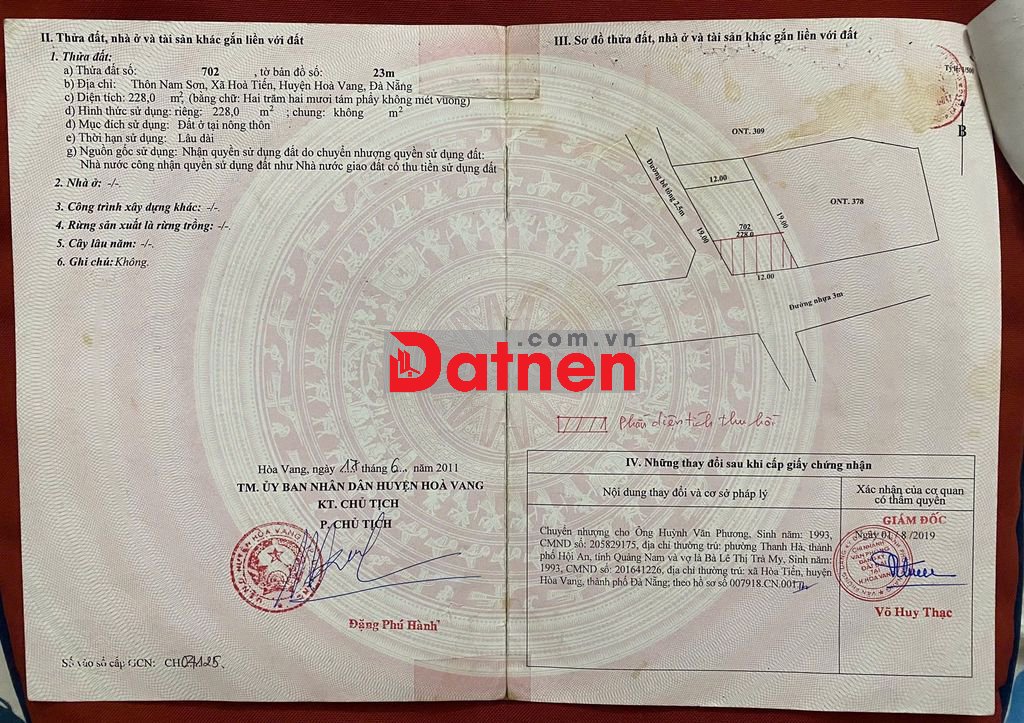 II. Thửa đất, nhà ở và tài sản khác gắn liền với đất
1. Thửa đất:
a) Thửa đất số: 702 , tờ bản đồ số: 23m
b) Địa chỉ: Thôn Nam Sơn, Xã Hoà Tiến, Huyện Hoà Vang, Đà Nẵng
c) Diện tích: 228,0 m², (bằng chữ: Hai trăm hai mươi tám phẩy không mét vuông)
d) Hình thức sử dụng: riêng: 228,0 m² ; chung: không m²
đ) Mục đích sử dụng: Đất ở tại nông thôn
e) Thời hạn sử dụng: Lâu dài
g) Nguồn gốc sử dụng: Nhận quyền sử dụng đất do chuyển nhượng quyền sử dụng đất:
Nhà nước công nhận quyền sử dụng đất như Nhà nước giao đất có thu tiền sử dụng đất
2. Nhà ở: -/-
3. Công trình xây dựng khác: -/-.
4. Rừng sản xuất là rừng trồng: -/-.
5. Cây lâu năm: -/-.
6. Ghi chú: Không.
Hòa Vang, ngày 17 tháng 6 năm 2011
TM. ỦY BAN NHÂN DÂN HUYỆN HOÀ VANG
KT. CHỦ TỊCH
P. CHỦ TỊCH
Đặng Phú Hành
Số vào sổ cấp GCN: CH04125.
III. Sơ đồ thửa đất, nhà ở và tài sản khác gắn liền với đất
B
ONT. 309
Đường bê tông 2.5m
12.00
19.00
ONT. 378
702
228.0
19.00
12.00
Đường nhựa 3m
Datnen.com.vn
Phần diện tích thu hồi
IV. Những thay đổi sau khi cấp giấy chứng nhận
Nội dung thay đổi và cơ sở pháp lý
Xác nhận của cơ quan
có thẩm quyền
Chuyển nhượng cho Ông Huỳnh Văn Phương, Sinh năm: 1993,
CMND số: 205829175, địa chỉ thường trú: phường Thanh Hà, thành
phố Hội An, tỉnh Quảng Nam và vợ là Bà Lê Thị Trà My, Sinh năm:
1993, CMND số: 201641226, địa chỉ thường trú: xã Hòa Tiến, huyện
Hòa Vang, thành phố Đà Nẵng; theo hồ sơ số 007918.CN.001
GIÁM ĐỐC
Ngày 01/8/2019
Võ Huy Thạc